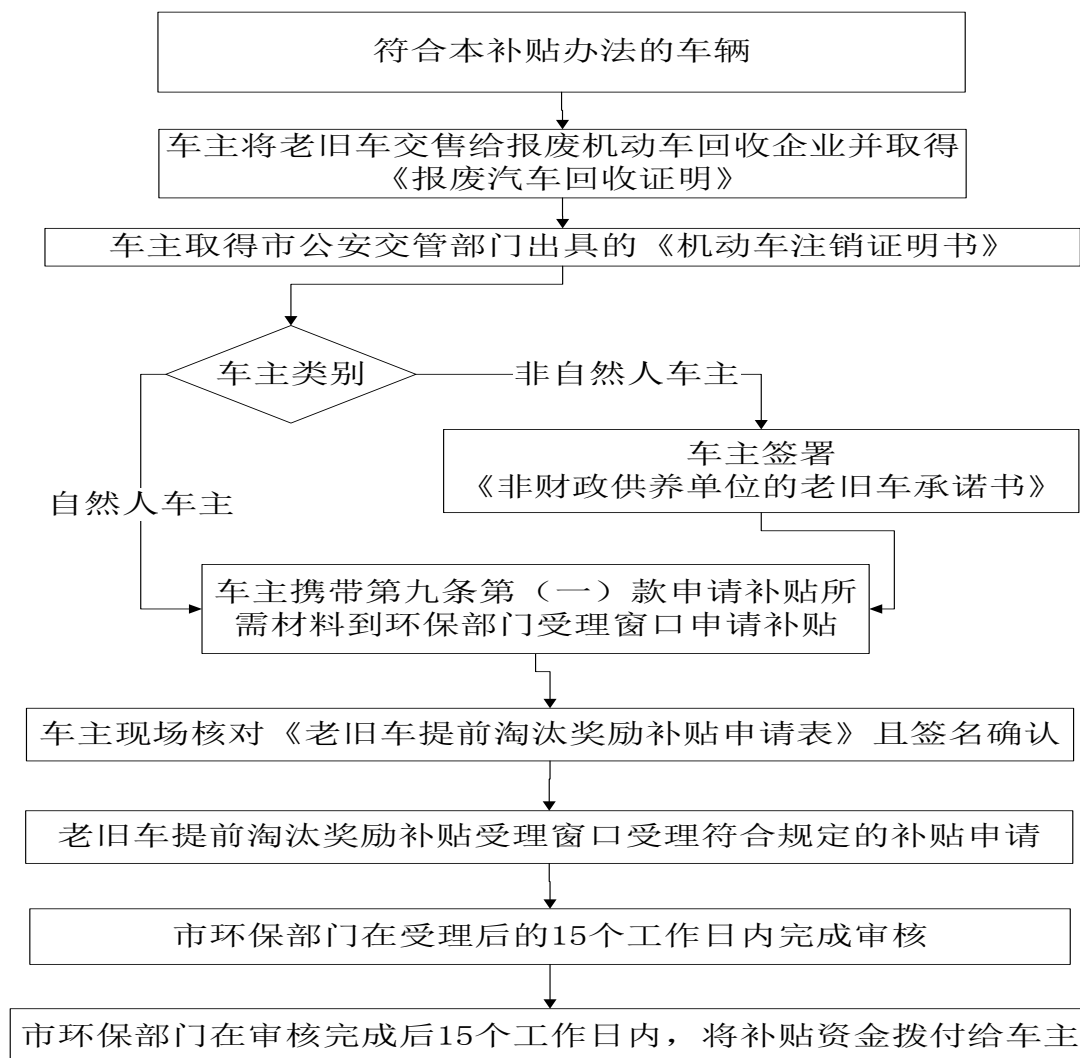 符合本补贴办法的车辆
车主将老旧车交售给报废机动车回收企业并取得
《报废汽车回收证明》
车主取得市公安交管部门出具的《机动车注销证明书》
车主类别
非自然人车主
车主签署
《非财政供养单位的老旧车承诺书》
自然人车主
车主携带第九条第（一）款申请补贴所
需材料到环保部门受理窗口申请补贴
车主现场核对《老旧车提前淘汰奖励补贴申请表》且签名确认
老旧车提前淘汰奖励补贴受理窗口受理符合规定的补贴申请
市环保部门在受理后的15个工作日内完成审核
市环保部门在审核完成后15个工作日内，将补贴资金拨付给车主